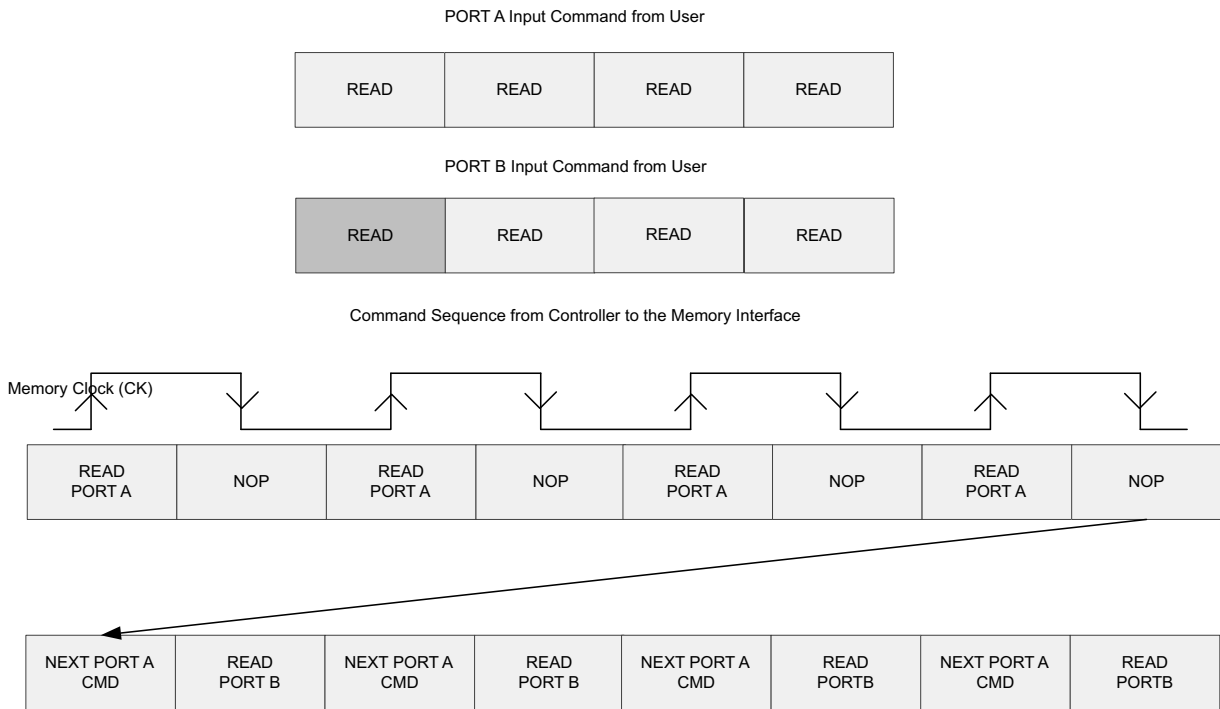 PORT A Input Command from User
READ READ READ READ
PORT B Input Command from User
READ READ READ READ
Command Sequence from Controller to the Memory Interface
Memory Clock (CK)
READ PORT A NOP READ PORT A NOP READ PORT A NOP READ PORT A NOP
NEXT PORT A CMD READ PORT B NEXT PORT A CMD READ PORT B NEXT PORT A CMD READ PORTB NEXT PORT A CMD READ PORTB